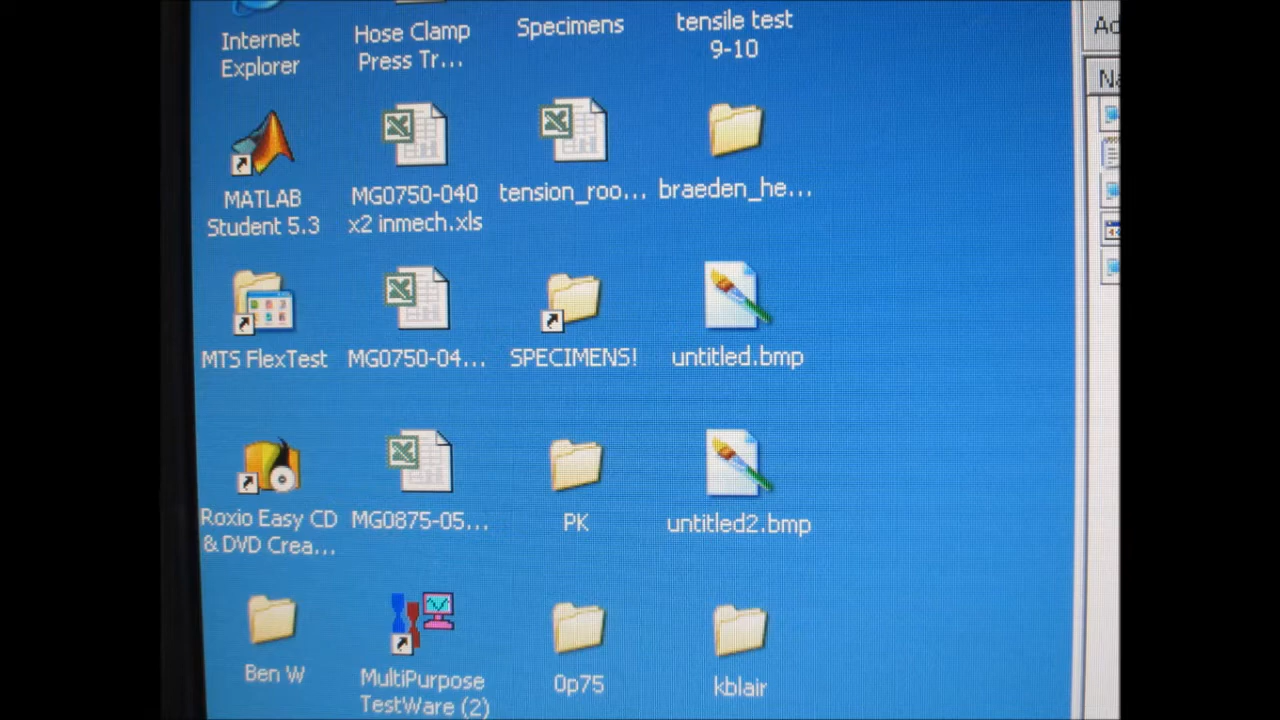 Internet
Explorer
Hose Clamp
Press Tr...
Specimens
tensile test
9-10
MATLAB
Student 5.3
MG0750-040
x2 inmech.xls
tension_roo...
braeden_he...
MTS FlexTest
MG0750-04...
SPECIMENS!
untitled.bmp
Roxio Easy CD
& DVD Crea...
MG0875-05...
PK
untitled2.bmp
Ben W
MultiPurpose
TestWare (2)
0p75
kblair
Ad
Na